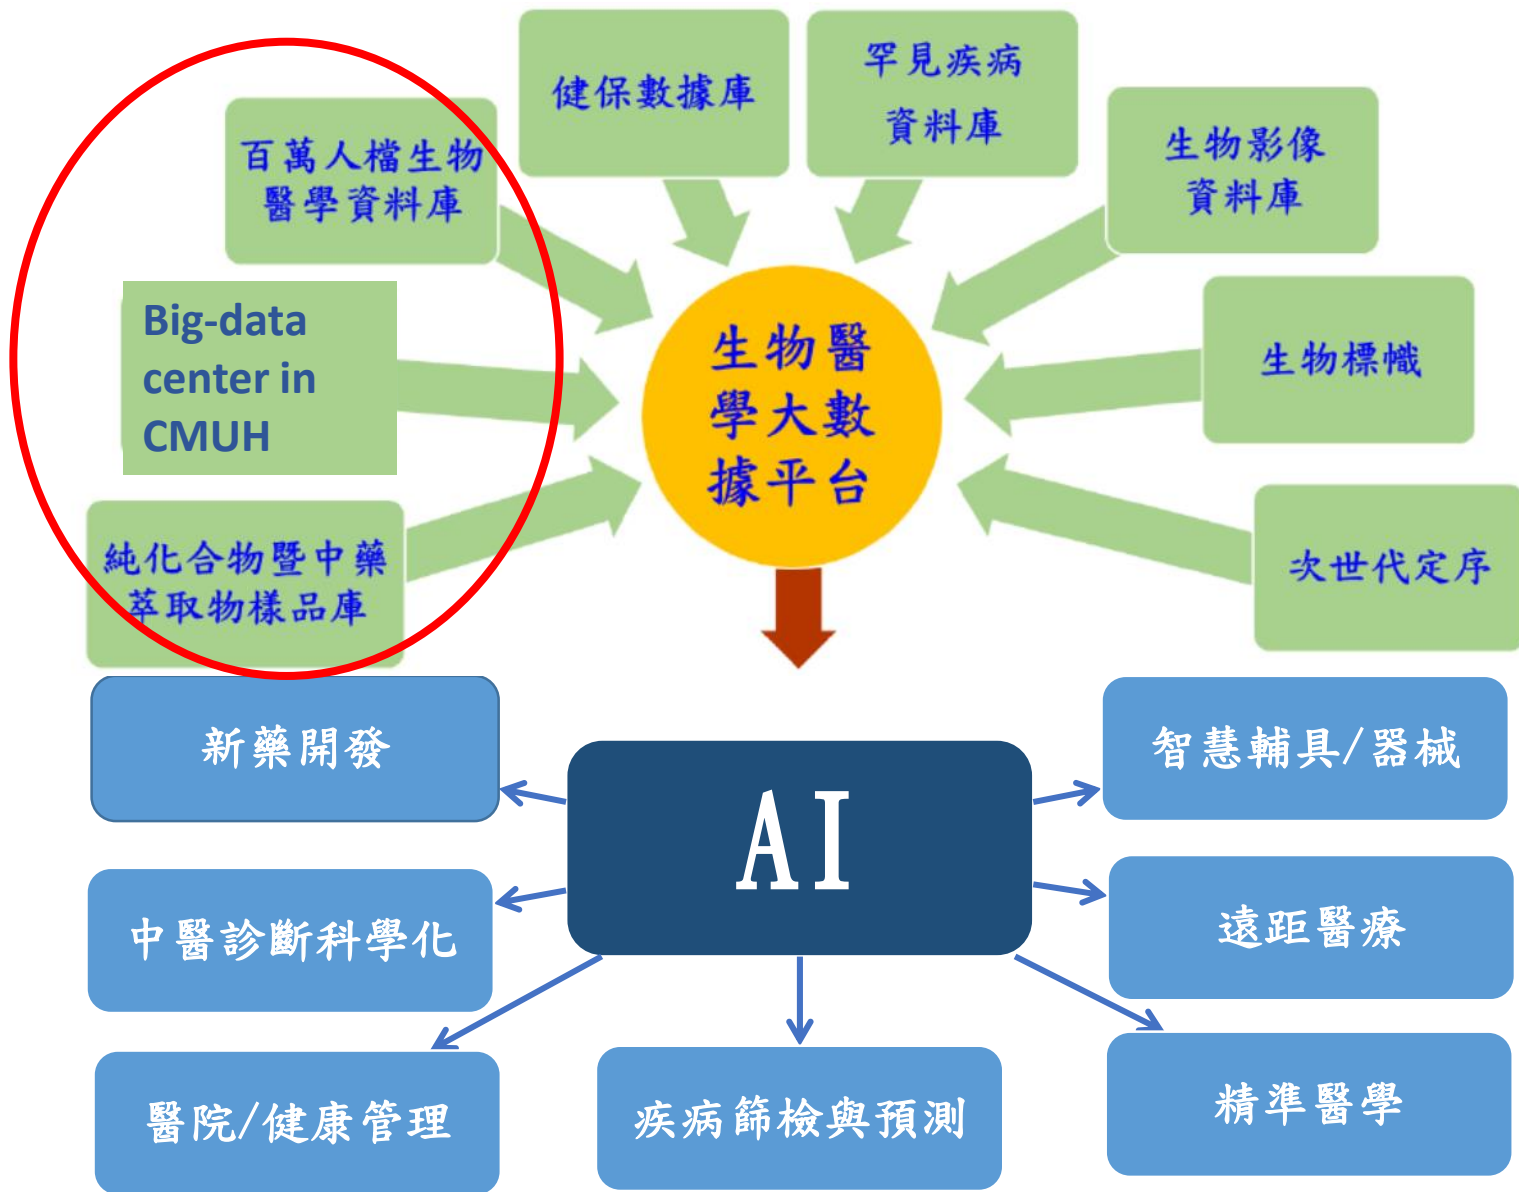 健保數據庫
罕見疾病
資料庫
百萬人檔生物
醫學資料庫
生物影像
資料庫
Big-data
center in
CMUH
生物醫
學大數
據平台
生物標幟
純化合物暨中藥
萃取物樣品庫
次世代定序
新藥開發
AI
智慧輔具/器械
中醫診斷科學化
遠距醫療
醫院/健康管理
疾病篩檢與預測
精準醫學